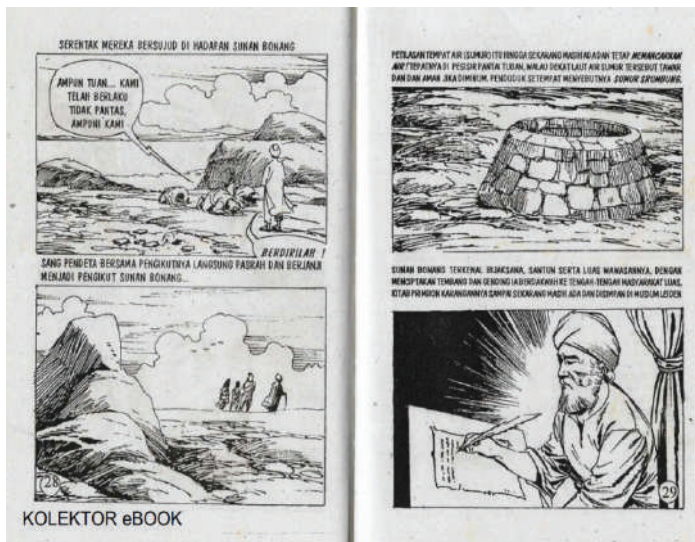 SERENTAK MEREKA BERSUJUD DI HADAPAN SUNAN BONANG
AMPUN TUAN... KAMI
TELAH BERLAKU
TIDAK PANTAS,
AMPUNI KAMI
BERDIRILAH !
SANG PENDETA BERSAMA PENGIKUTNYA LANGSUNG PASRAH DAN BERJANJI
MENJADI PENGIKUT SUNAN BONANG...
28
KOLEKTOR eBOOK
PETILASAN TEMPAT AIR (SUMUR) ITU HINGGA SEKARANG MASIH ADA DAN TETAP MEMANCARKAN
AIR (TEPATNYA DI PESISIR PANTAI TUBAN, WALAU DEKAT LAUT AIR SUMUR TERSEBUT TAWAR
DAN DAN AMAN JIKA DIMINUM. PENDUDUK SETEMPAT MENYEBUTNYA SUMUR SRUMBUNG.
SUNAN BONANG TERKENAL BIJAKSANA, SANTUN SERTA LUAS WAWASANNYA, DENGAN
MENCIPTAKAN TEMBANG DAN GENDING IA BERDAKWAH KE TENGAH-TENGAH MASYARAKAT LUAS,
KITAB PRIMBON KARANGANNYA SAMPAI SEKARANG MASIH ADA DAN DISIMPAN DI MUSIUM LEIDEN
29